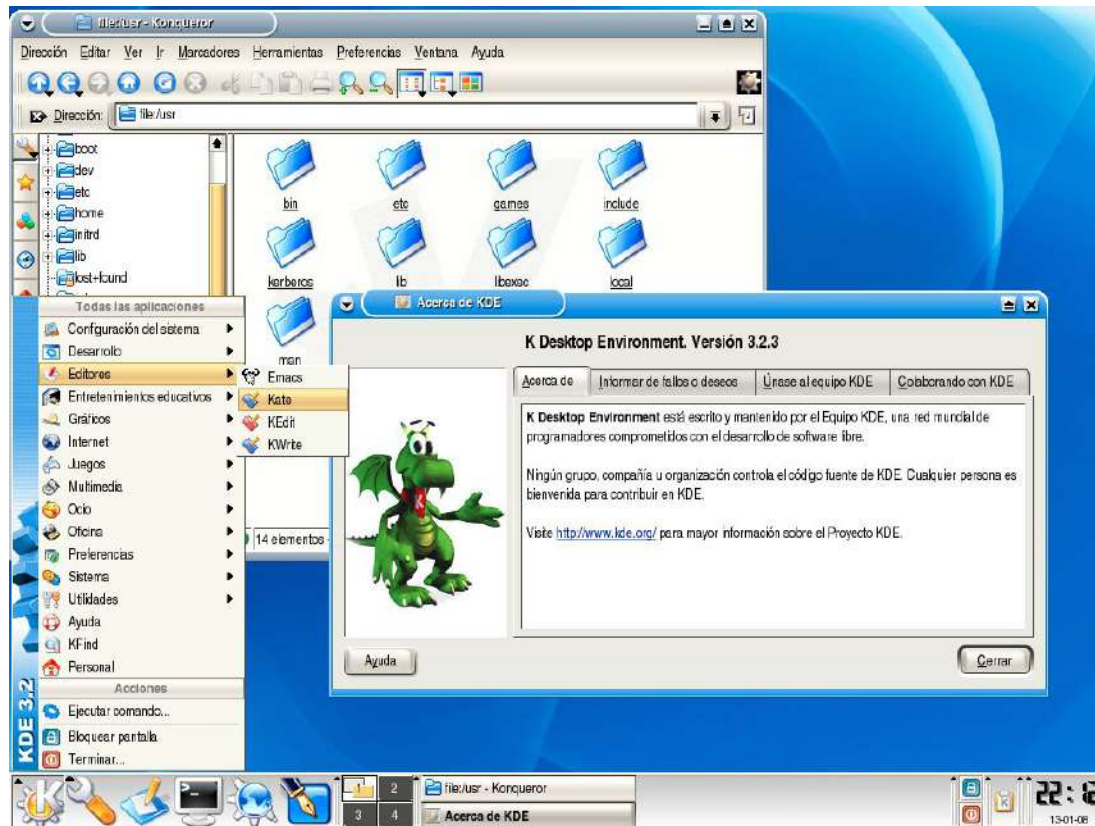 file:/usr - Konqueror
Dirección Editar Ver Ir Marcadores Herramientas Preferencias Ventana Ayuda
Dirección: file:/usr
boot
dev
etc
home
initrd
lib
lost+found
bin etc games include
kerberos lib libexec local
man
14 elementos -
Todas las aplicaciones
Configuración del sistema
Desarrollo
Editores
Entretenimientos educativos
Gráficos
Internet
Juegos
Multimedia
Ocio
Oficina
Preferencias
Sistema
Utilidades
Ayuda
KFind
Personal
Acciones
Ejecutar comando...
Bloquear pantalla
Terminar...
KDE 3.2
Emacs
Kate
KEdit
KWrite
Acerca de KDE
K Desktop Environment. Versión 3.2.3
Acerca de Informar de fallos o deseos Únase al equipo KDE Colaborando con KDE
K Desktop Environment está escrito y mantenido por el Equipo KDE, una red mundial de
programadores comprometidos con el desarrollo de software libre.
Ningún grupo, compañía u organización controla el código fuente de KDE. Cualquier persona es
bienvenida para contribuir en KDE.
Visite http://www.kde.org/ para mayor información sobre el Proyecto KDE.
Ayuda
Cerrar
1 2
3 4
file:/usr - Konqueror
Acerca de KDE
13-01-08